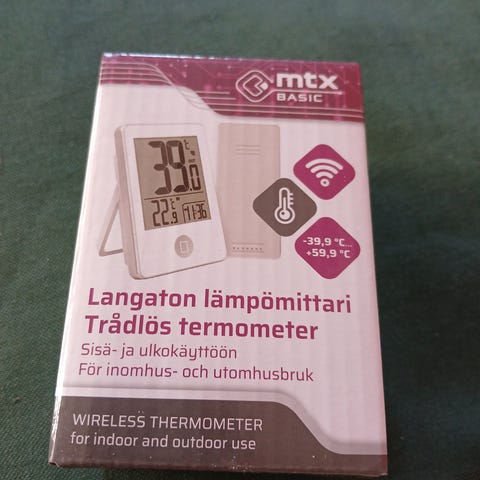 mtx
BASIC
39.0 °C
22.9 °C 11:36
-39,9 °C...
+59,9 °C
Langaton lämpömittari
Trådlös termometer
Sisä- ja ulkokäyttöön
För inomhus- och utomhusbruk
WIRELESS THERMOMETER
for indoor and outdoor use